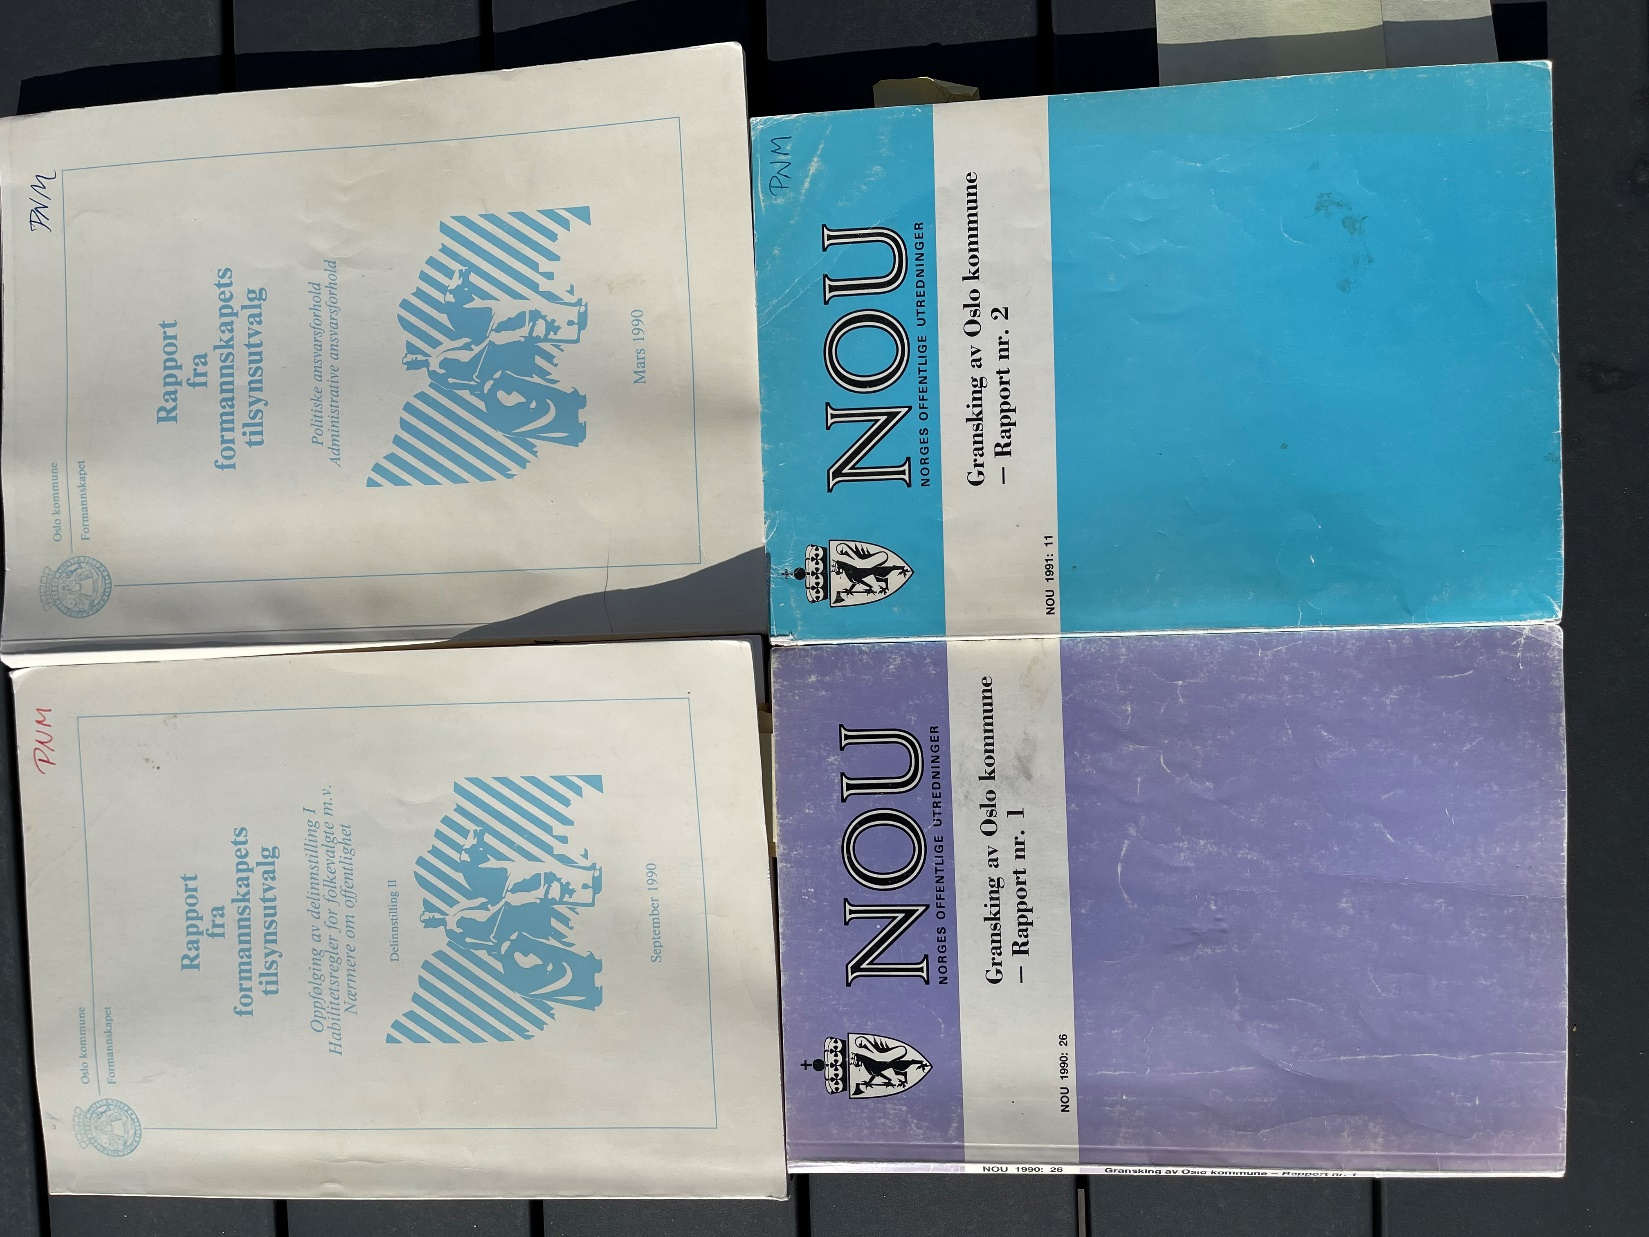 Oslo kommune
Formannskapet
PNM
Rapport
fra
formannskapets
tilsynsutvalg
Oppfølging av delinnstilling I
Habilitetsregler for folkevalgte m.v.
Nærmere om offentlighet
Delinnstilling II
September 1990
Oslo kommune
Formannskapet
PNM
Rapport
fra
formannskapets
tilsynsutvalg
Politiske ansvarsforhold
Administrative ansvarsforhold
Mars 1990
NOU
NORGES OFFENTLIGE UTREDNINGER
Gransking av Oslo kommune
– Rapport nr. 1
NOU 1990: 26
NOU 1990: 26 Gransking av Oslo kommune – Rapport nr. 1
PNM
NOU
NORGES OFFENTLIGE UTREDNINGER
Gransking av Oslo kommune
– Rapport nr. 2
NOU 1991: 11